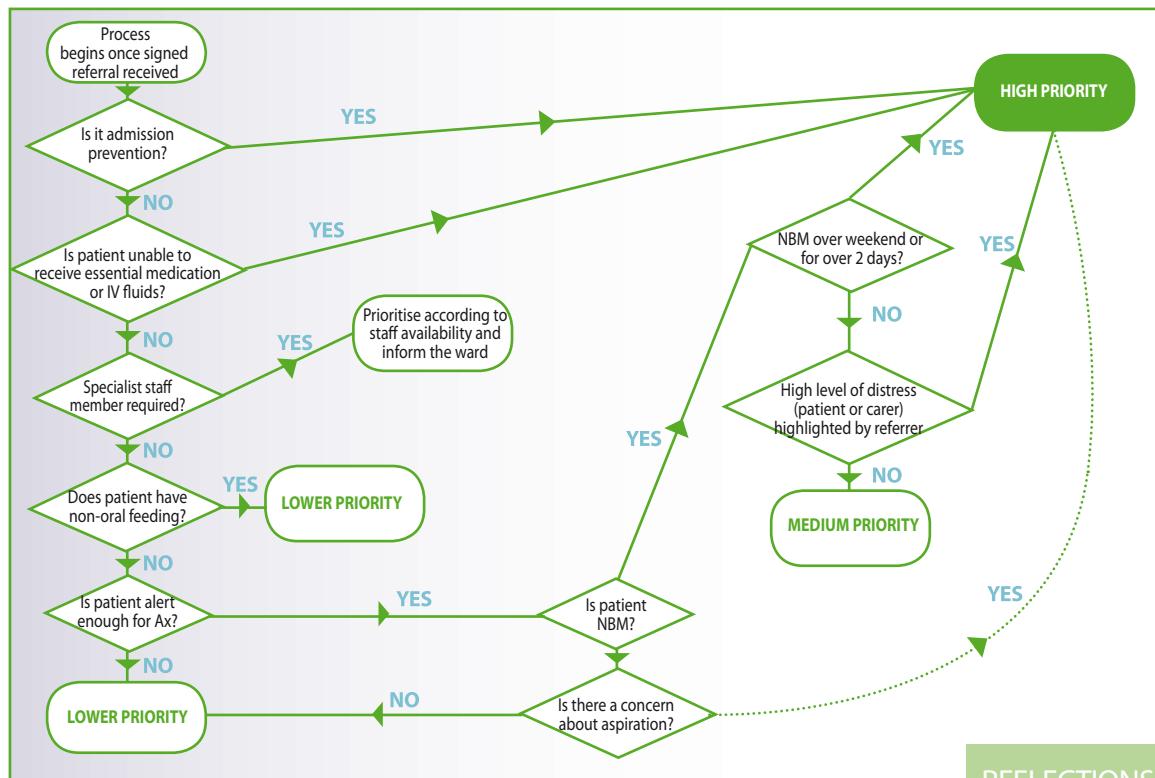 Process
begins once signed
referral received
HIGH PRIORITY
YES
Is it admission
prevention?
YES
NO
YES
Is patient unable to
receive essential medication
or IV fluids?
NBM over weekend or
for over 2 days?
YES
NO
NO
Prioritise according to
staff availability and
inform the ward
YES
Specialist staff
member required?
High level of distress
(patient or carer)
highlighted by referrer
YES
NO
NO
Does patient have
non-oral feeding?
YES
LOWER PRIORITY
MEDIUM PRIORITY
NO
Is patient alert
enough for Ax?
YES
Is patient
NBM?
YES
NO
LOWER PRIORITY
NO
Is there a concern
about aspiration?
REFLECTIONS